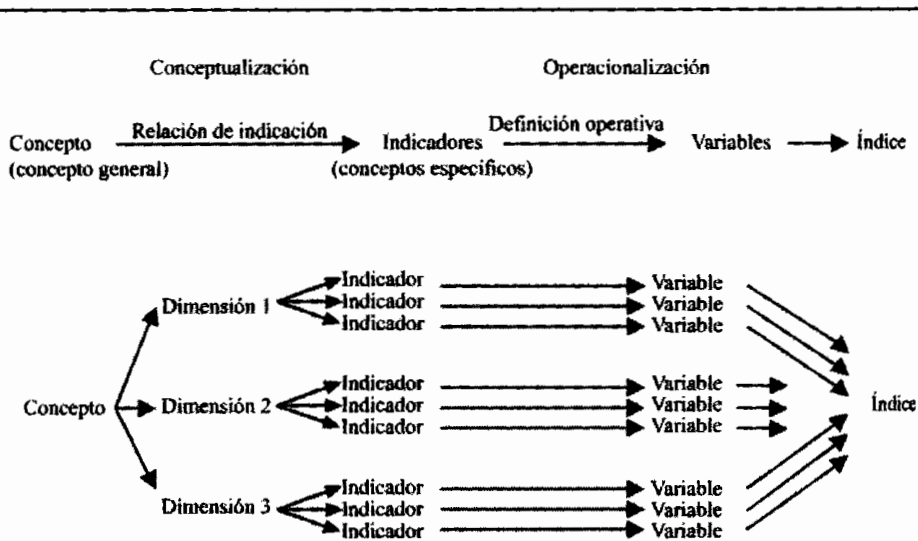 Conceptualización Operacionalización
Relación de indicación Definición operativa
Concepto Indicadores Variables Índice
(concepto general) (conceptos específicos)
Indicador Variable
Dimensión 1 Indicador Variable
Indicador Variable
Indicador Variable
Concepto Dimensión 2 Indicador Variable Índice
Indicador Variable
Indicador Variable
Dimensión 3 Indicador Variable
Indicador Variable